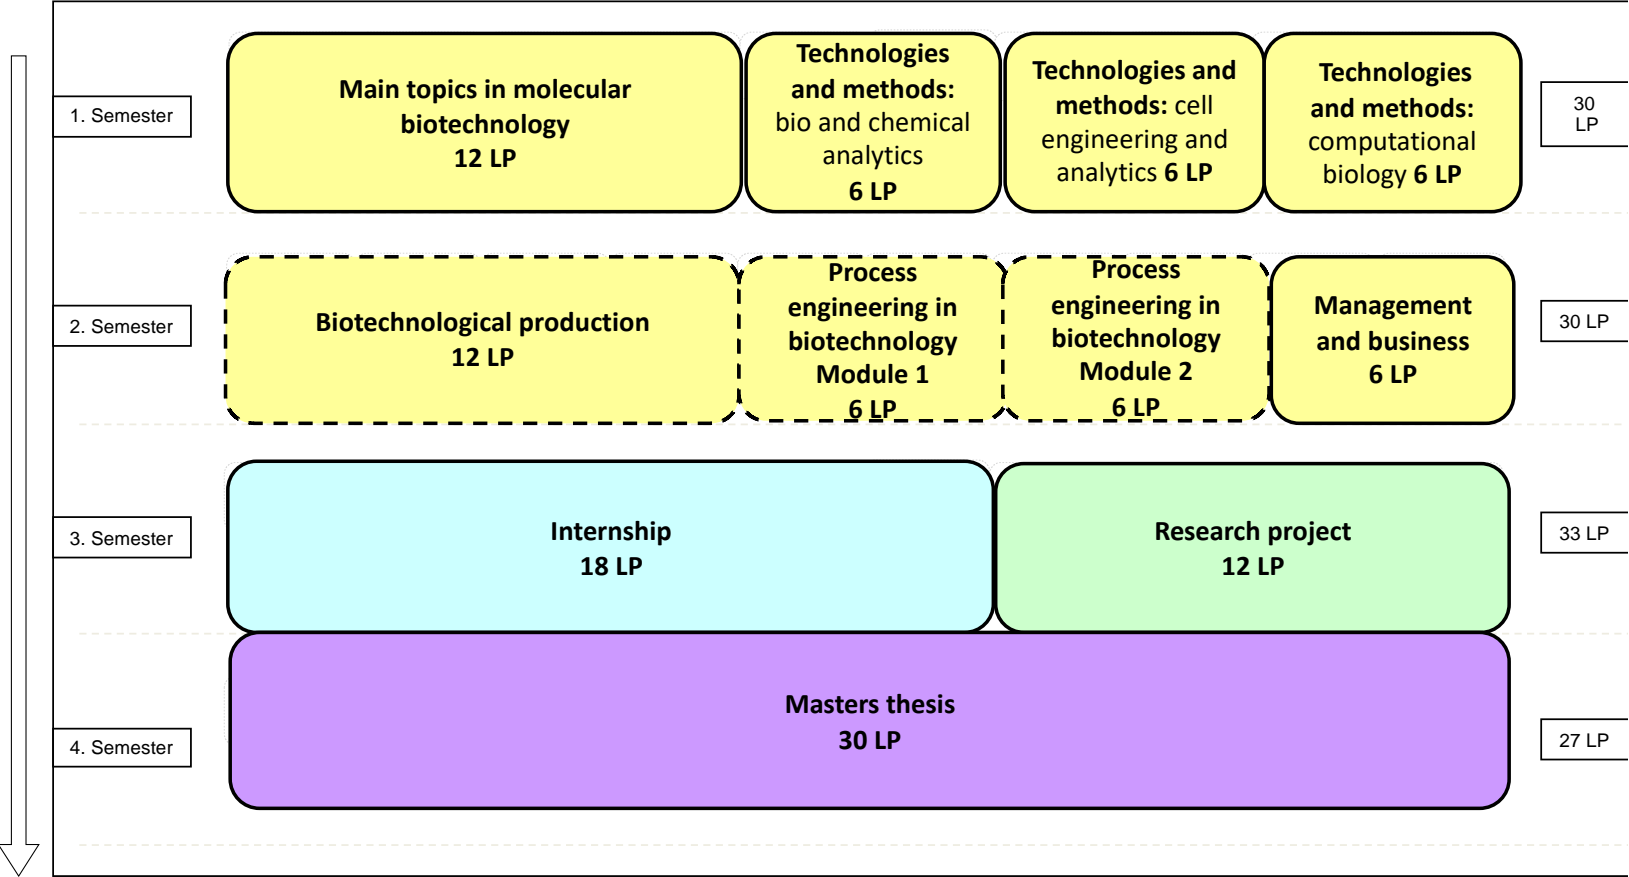 1. Semester
Main topics in molecular
biotechnology
12 LP
Technologies
and methods:
bio and chemical
analytics
6 LP
Technologies and
methods: cell
engineering and
analytics 6 LP
Technologies
and methods:
computational
biology 6 LP
30
LP
2. Semester
Biotechnological production
12 LP
Process
engineering in
biotechnology
Module 1
6 LP
Process
engineering in
biotechnology
Module 2
6 LP
Management
and business
6 LP
30 LP
3. Semester
Internship
18 LP
Research project
12 LP
33 LP
4. Semester
Masters thesis
30 LP
27 LP